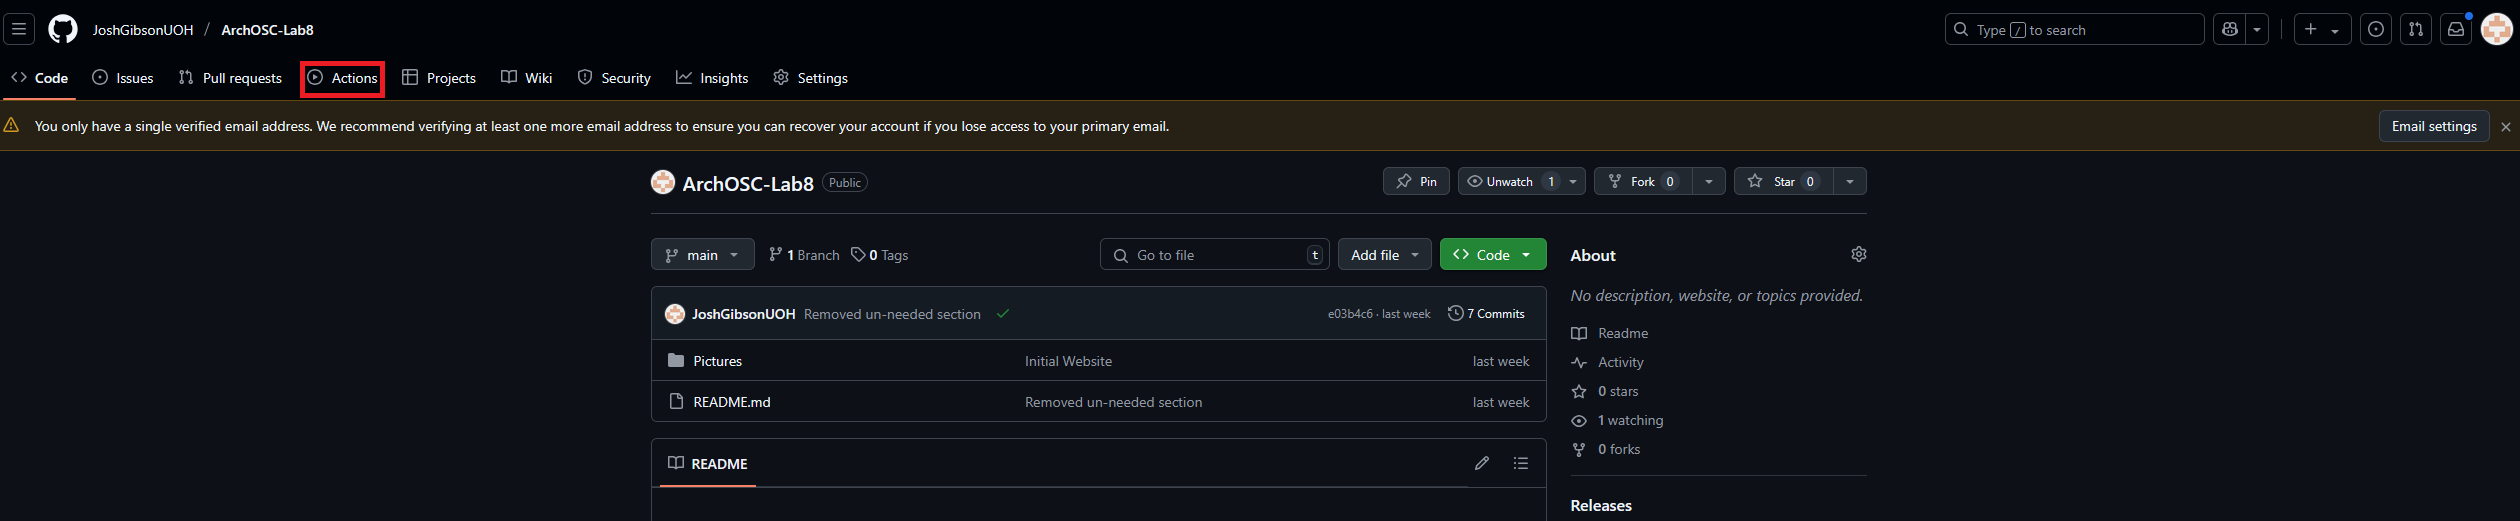 JoshGibsonUOH / ArchOSC-Lab8
Type / to search
Code Issues Pull requests Actions Projects Wiki Security Insights Settings
You only have a single verified email address. We recommend verifying at least one more email address to ensure you can recover your account if you lose access to your primary email.
Email settings
ArchOSC-Lab8 Public
Pin Unwatch 1 Fork 0 Star 0
main 1 Branch 0 Tags
Go to file t Add file Code
JoshGibsonUOH Removed un-needed section e03b4c6 · last week 7 Commits
Pictures Initial Website last week
README.md Removed un-needed section last week
README
About
No description, website, or topics provided.
Readme
Activity
0 stars
1 watching
0 forks
Releases